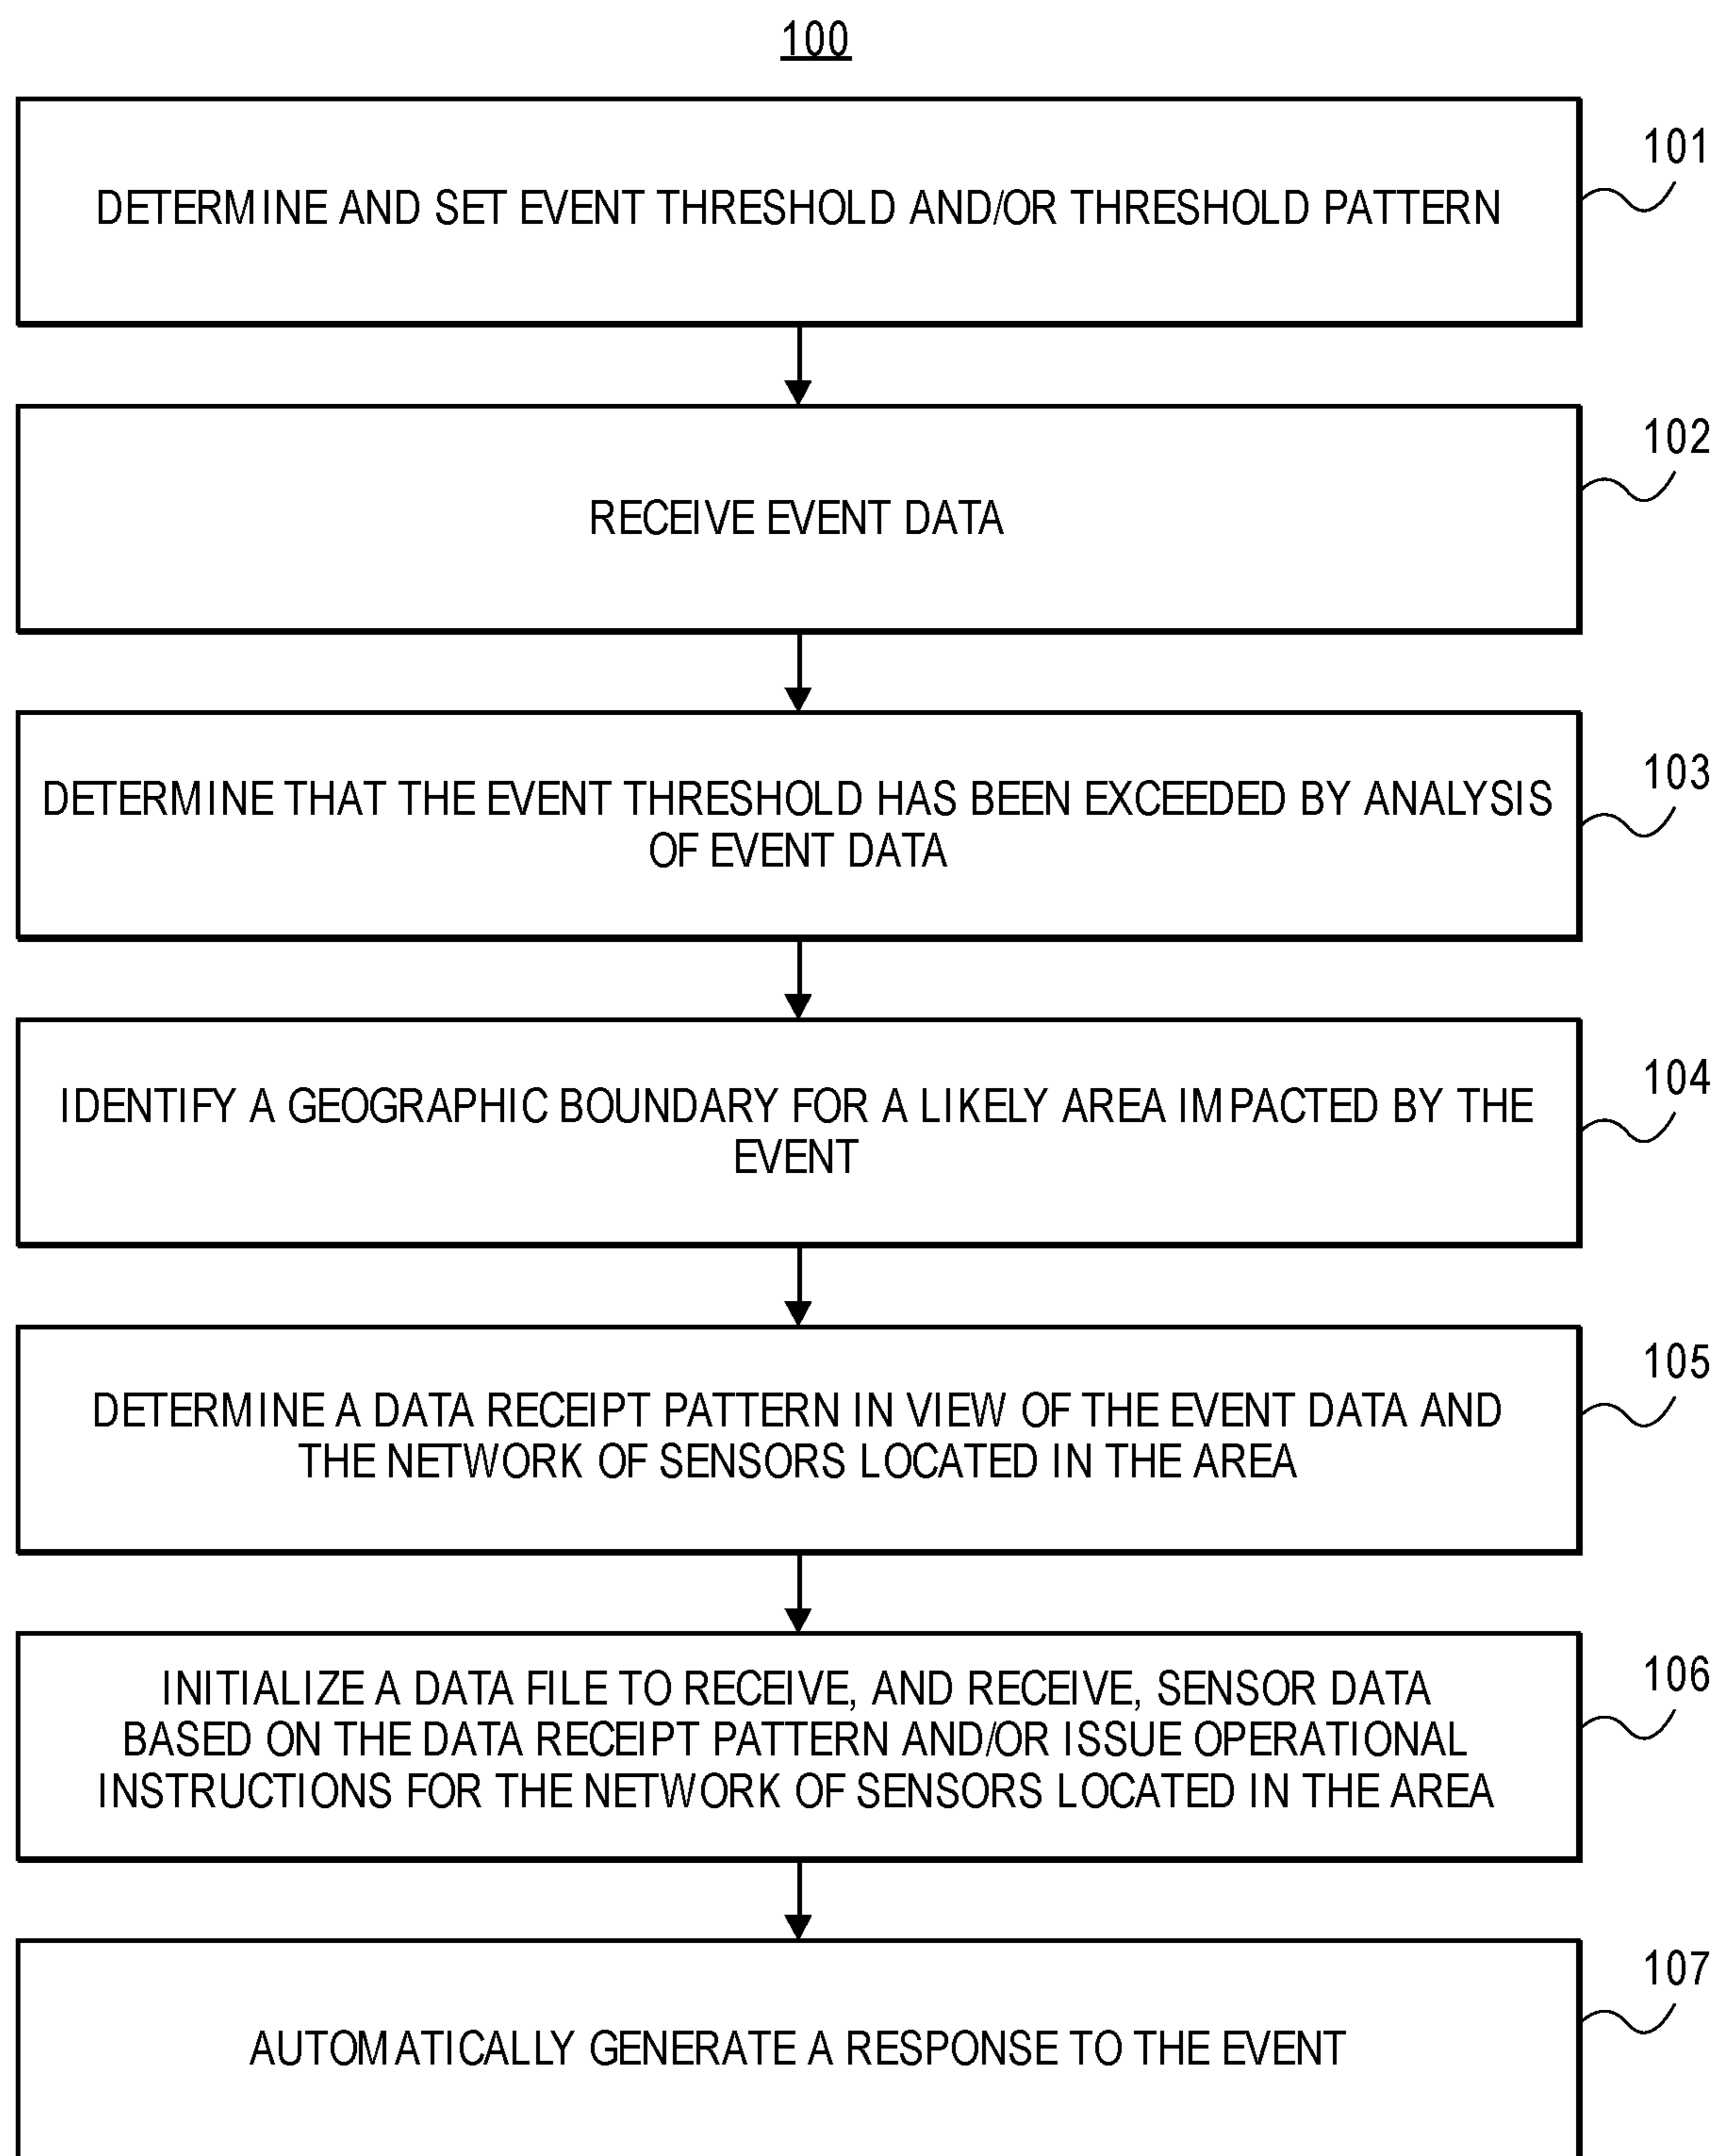 100
DETERMINE AND SET EVENT THRESHOLD AND/OR THRESHOLD PATTERN
101
RECEIVE EVENT DATA
102
DETERMINE THAT THE EVENT THRESHOLD HAS BEEN EXCEEDED BY ANALYSIS
OF EVENT DATA
103
IDENTIFY A GEOGRAPHIC BOUNDARY FOR A LIKELY AREA IMPACTED BY THE
EVENT
104
DETERMINE A DATA RECEIPT PATTERN IN VIEW OF THE EVENT DATA AND
THE NETWORK OF SENSORS LOCATED IN THE AREA
105
INITIALIZE A DATA FILE TO RECEIVE, AND RECEIVE, SENSOR DATA
BASED ON THE DATA RECEIPT PATTERN AND/OR ISSUE OPERATIONAL
INSTRUCTIONS FOR THE NETWORK OF SENSORS LOCATED IN THE AREA
106
AUTOMATICALLY GENERATE A RESPONSE TO THE EVENT
107